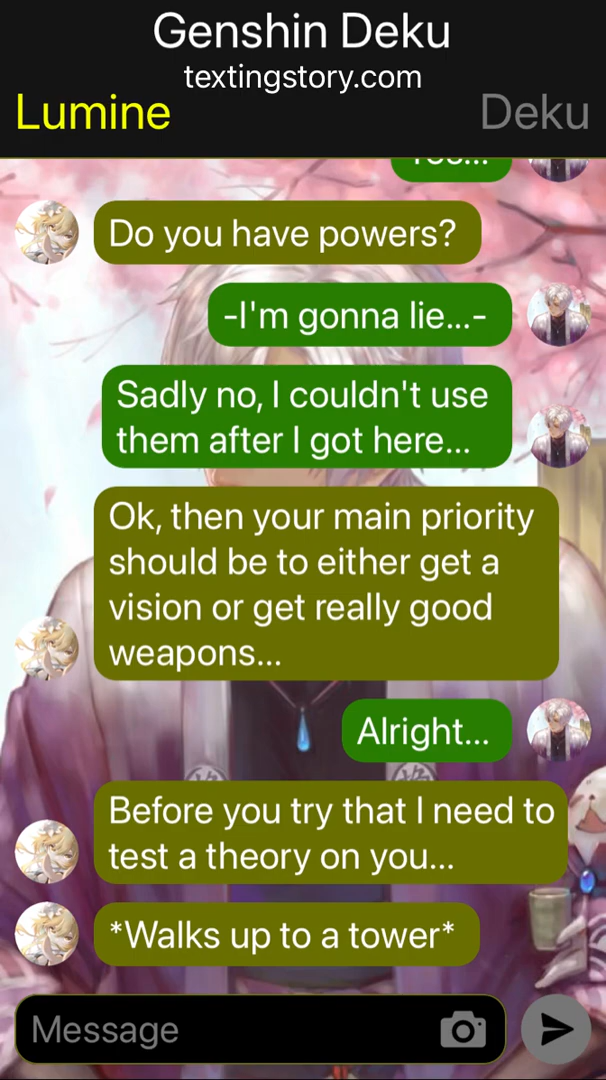 Genshin Deku
textingstory.com
Lumine
Deku
Do you have powers?
-I'm gonna lie...-
Sadly no, I couldn't use
them after I got here...
Ok, then your main priority
should be to either get a
vision or get really good
weapons...
Alright...
Before you try that I need to
test a theory on you...
*Walks up to a tower*
Message